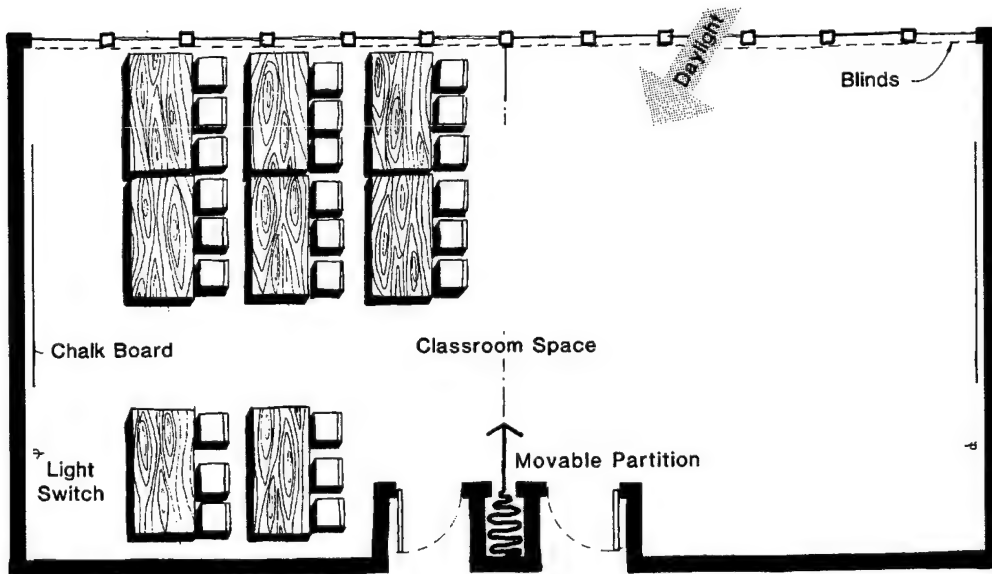 Daylight
Blinds
Chalk Board
Classroom Space
Light
Switch
Movable Partition